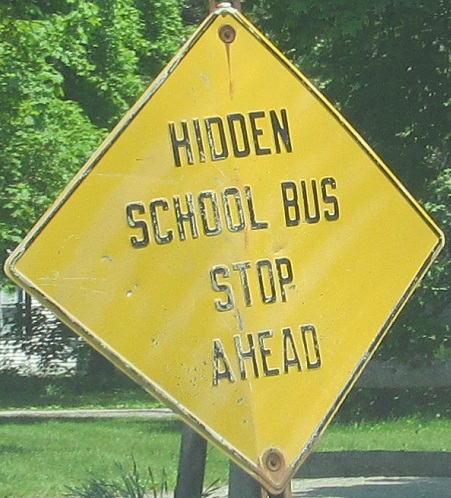 HIDDEN
SCHOOL BUS
STOP
AHEAD